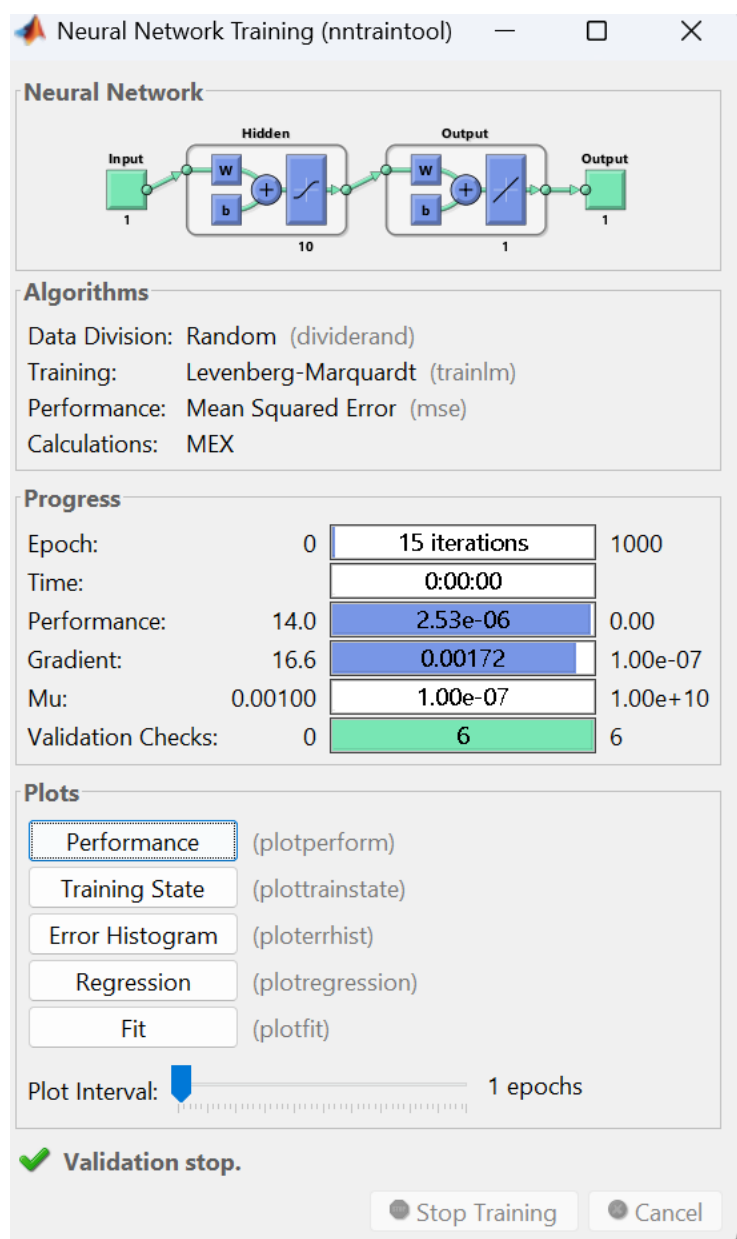 Neural Network Training (nntraintool)
Neural Network
Hidden Output
Input W b + W b + Output
1 10 1 1
Algorithms
Data Division: Random (dividerand)
Training: Levenberg-Marquardt (trainlm)
Performance: Mean Squared Error (mse)
Calculations: MEX
Progress
Epoch: 0 15 iterations 1000
Time: 0:00:00
Performance: 14.0 2.53e-06 0.00
Gradient: 16.6 0.00172 1.00e-07
Mu: 0.00100 1.00e-07 1.00e+10
Validation Checks: 0 6 6
Plots
Performance (plotperform)
Training State (plottrainstate)
Error Histogram (ploterrhist)
Regression (plotregression)
Fit (plotfit)
Plot Interval: 1 epochs
Validation stop.
Stop Training Cancel